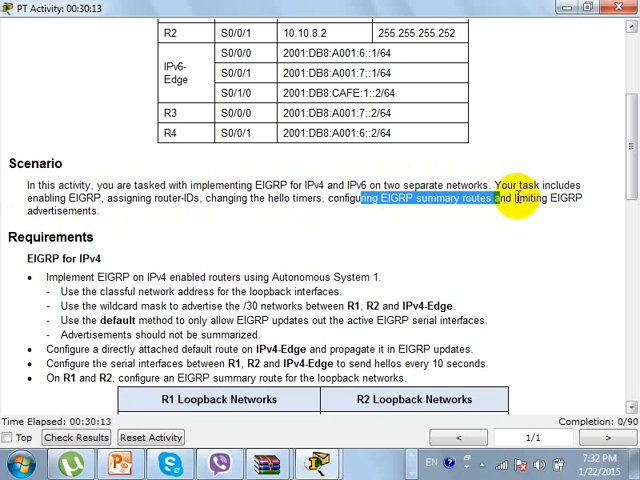 PT Activity: 00:30:13
R2 S0/0/1 10.10.8.2 255.255.255.252
IPv6-
Edge
S0/0/0 2001:DB8:A001:6::1/64
S0/0/1 2001:DB8:A001:7::1/64
S0/1/0 2001:DB8:CAFE:1::2/64
R3 S0/0/0 2001:DB8:A001:7::2/64
R4 S0/0/1 2001:DB8:A001:6::2/64
Scenario
In this activity, you are tasked with implementing EIGRP for IPv4 and IPv6 on two separate networks. Your task includes
enabling EIGRP, assigning router-IDs, changing the hello timers, configuring EIGRP summary routes and limiting EIGRP
advertisements.
Requirements
EIGRP for IPv4
• Implement EIGRP on IPv4 enabled routers using Autonomous System 1.
- Use the classful network address for the loopback interfaces.
- Use the wildcard mask to advertise the /30 networks between R1, R2 and IPv4-Edge.
- Use the default method to only allow EIGRP updates out the active EIGRP serial interfaces.
- Advertisements should not be summarized.
• Configure a directly attached default route on IPv4-Edge and propagate it in EIGRP updates.
• Configure the serial interfaces between R1, R2 and IPv4-Edge to send hellos every 10 seconds.
• On R1 and R2, configure an EIGRP summary route for the loopback networks.
R1 Loopback Networks R2 Loopback Networks
Time Elapsed: 00:30:13 Completion: 0/90
Top Check Results Reset Activity < 1/1 >
EN 7:32 PM
1/22/2015